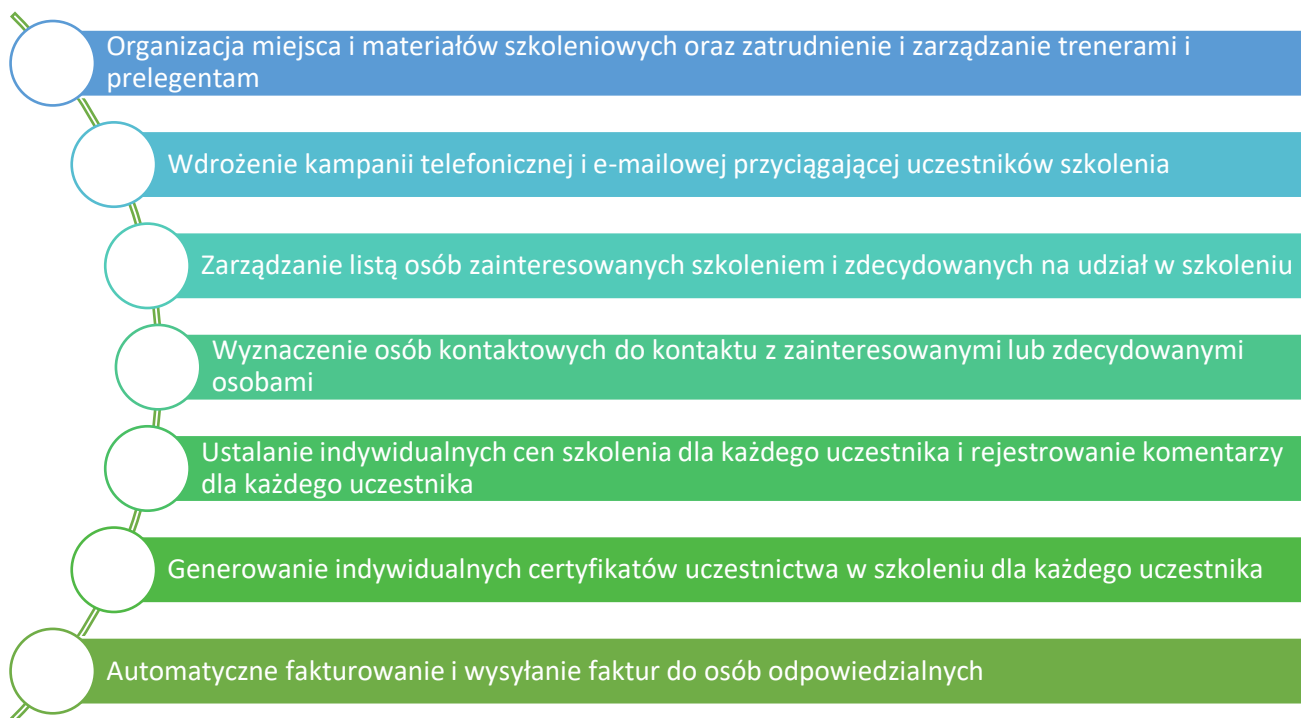 Organizacja miejsca i materiałów szkoleniowych oraz zatrudnienie i zarządzanie trenerami i
prelegentam
Wdrożenie kampanii telefonicznej i e-mailowej przyciągającej uczestników szkolenia
Zarządzanie listą osób zainteresowanych szkoleniem i zdecydowanych na udział w szkoleniu
Wyznaczenie osób kontaktowych do kontaktu z zainteresowanymi lub zdecydowanymi
osobami
Ustalanie indywidualnych cen szkolenia dla każdego uczestnika i rejestrowanie komentarzy
dla każdego uczestnika
Generowanie indywidualnych certyfikatów uczestnictwa w szkoleniu dla każdego uczestnika
Automatyczne fakturowanie i wysyłanie faktur do osób odpowiedzialnych